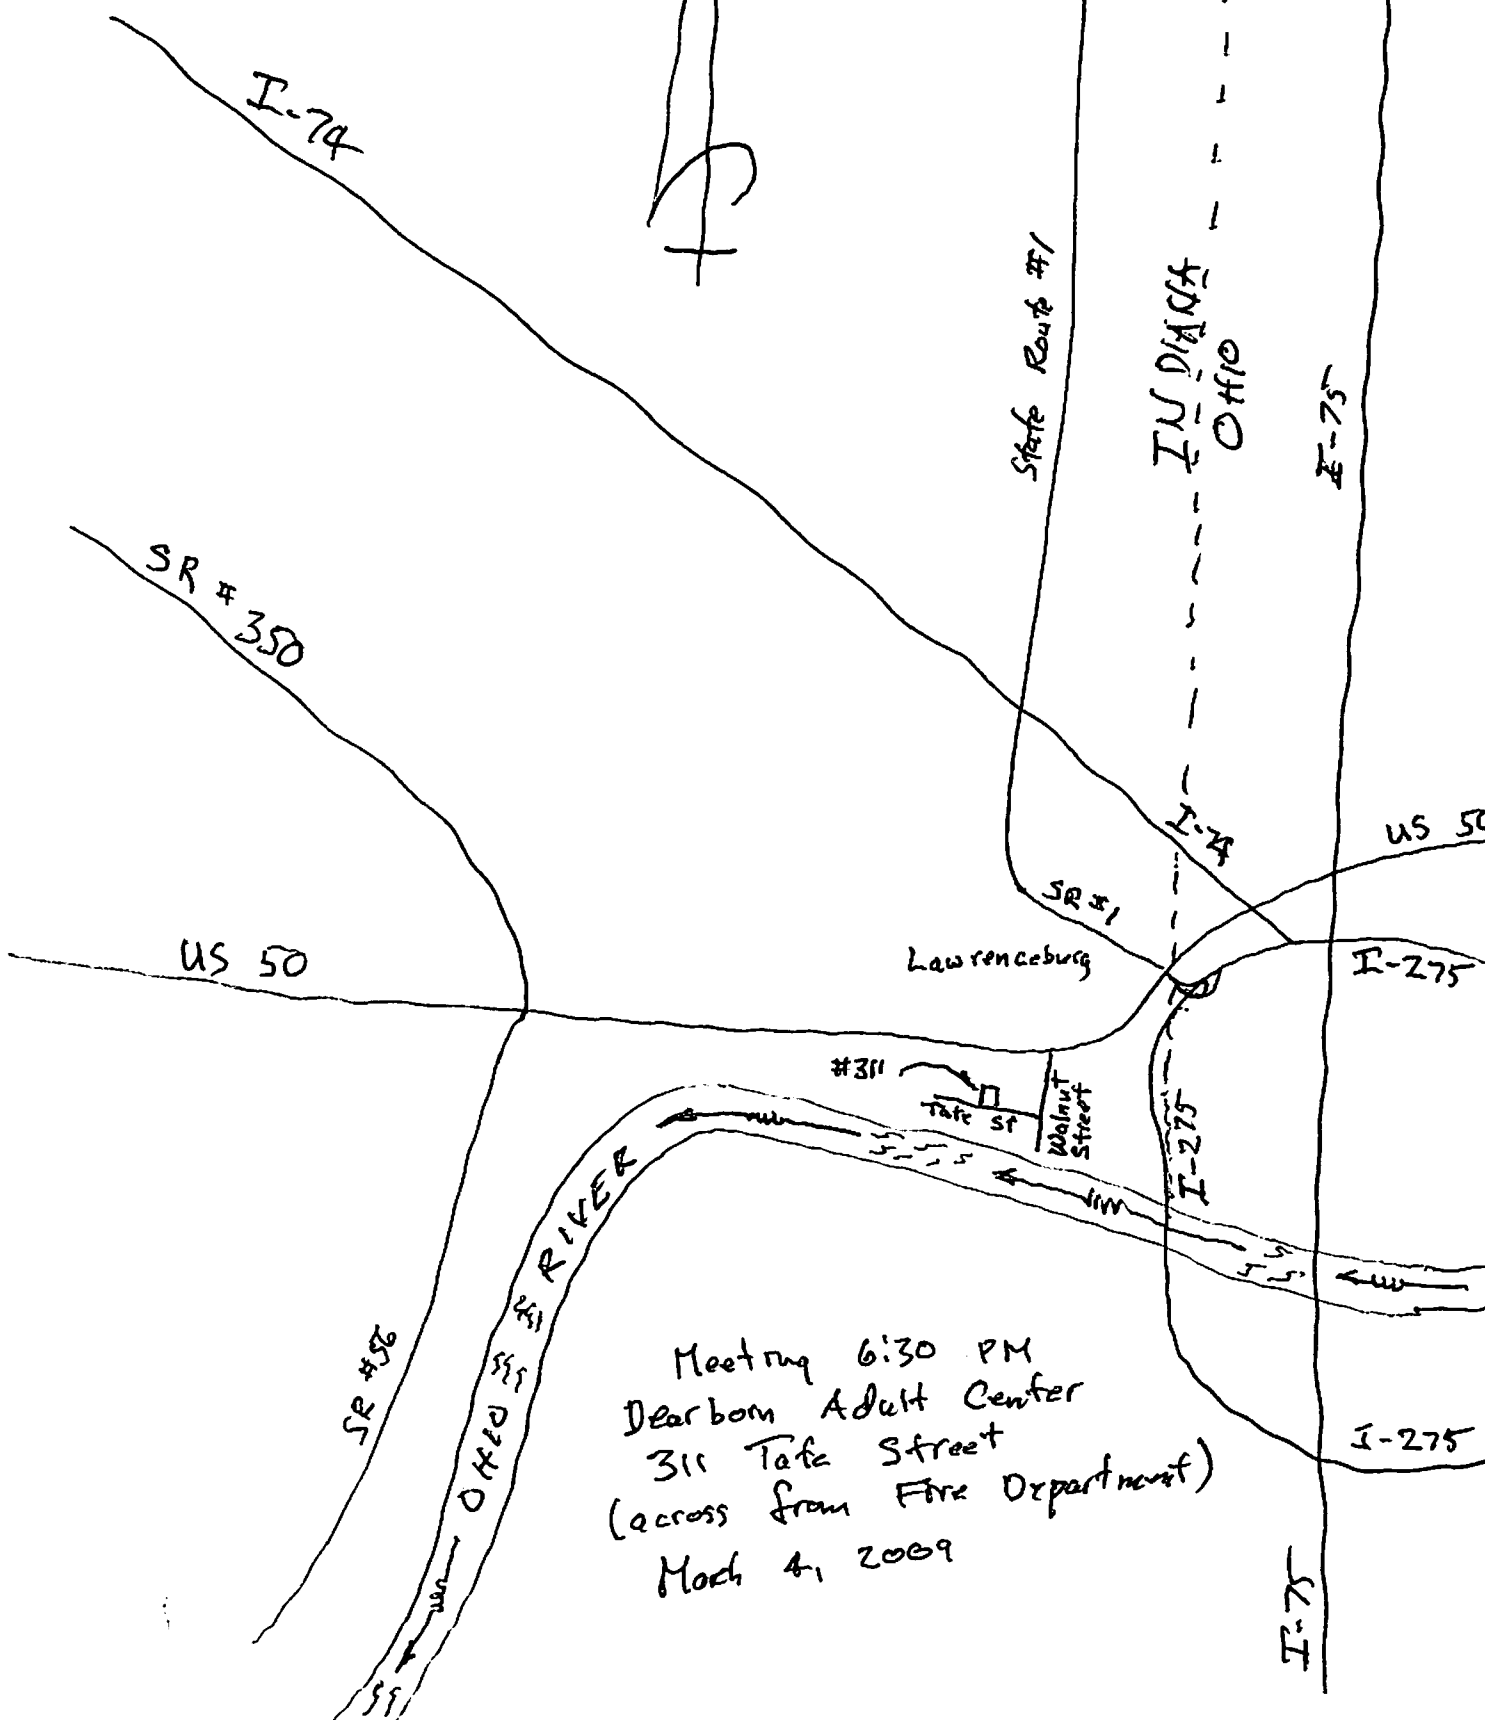 I-74
State Route #1
INDIANA
OHIO
I-75
SR # 350
I-74
US 50
SR #1
Lawrenceburg
US 50
I-275
#311
Tate St
Walnut
Street
I-275
OHIO RIVER
SR #56
Meeting 6:30 PM
Dearborn Adult Center
311 Tate Street
(across from Fire Department)
March 4, 2009
I-275
I-75